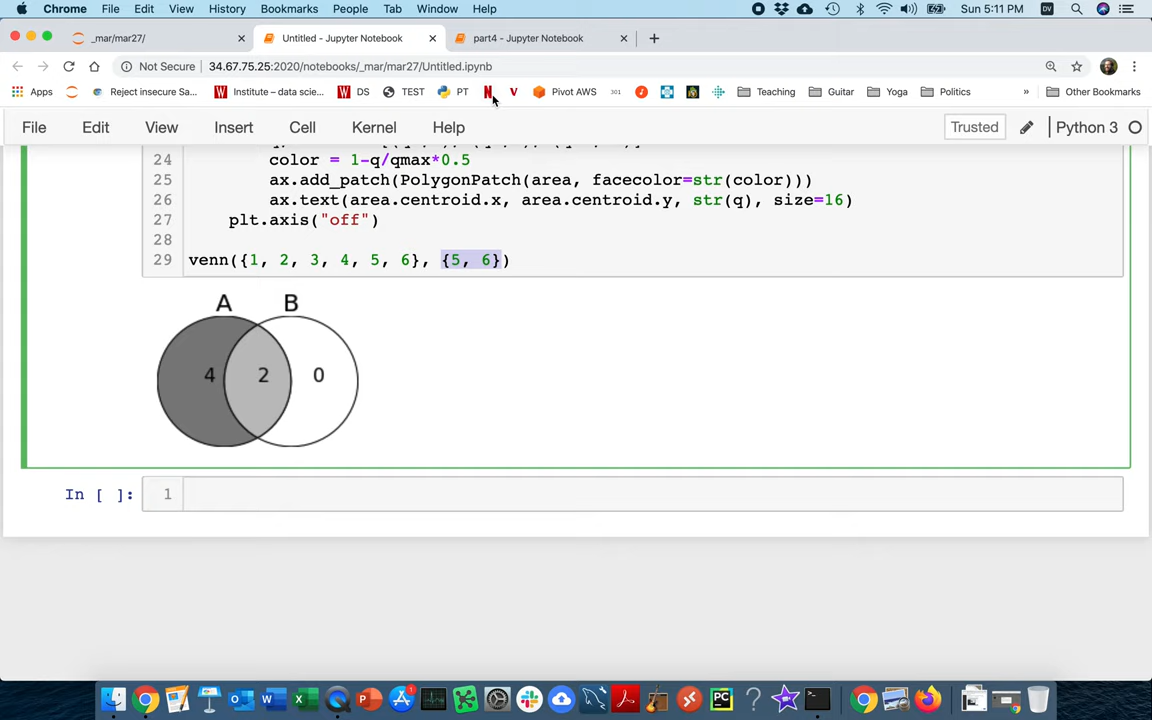 Chrome File Edit View History Bookmarks People Tab Window Help Sun 5:11 PM
_mar/mar27/ Untitled - Jupyter Notebook part4 - Jupyter Notebook
Not Secure 34.67.75.25:2020/notebooks/_mar/mar27/Untitled.ipynb
Apps Reject insecure Sa... Institute – data scie... DS TEST PT Pivot AWS Teaching Guitar Yoga Politics » Other Bookmarks
File Edit View Insert Cell Kernel Help Trusted Python 3
24 color = 1-q/qmax*0.5
25 ax.add_patch(PolygonPatch(area, facecolor=str(color)))
26 ax.text(area.centroid.x, area.centroid.y, str(q), size=16)
27 plt.axis("off")
28
29 venn({1, 2, 3, 4, 5, 6}, {5, 6})
A B
4 2 0
In [ ]: 1